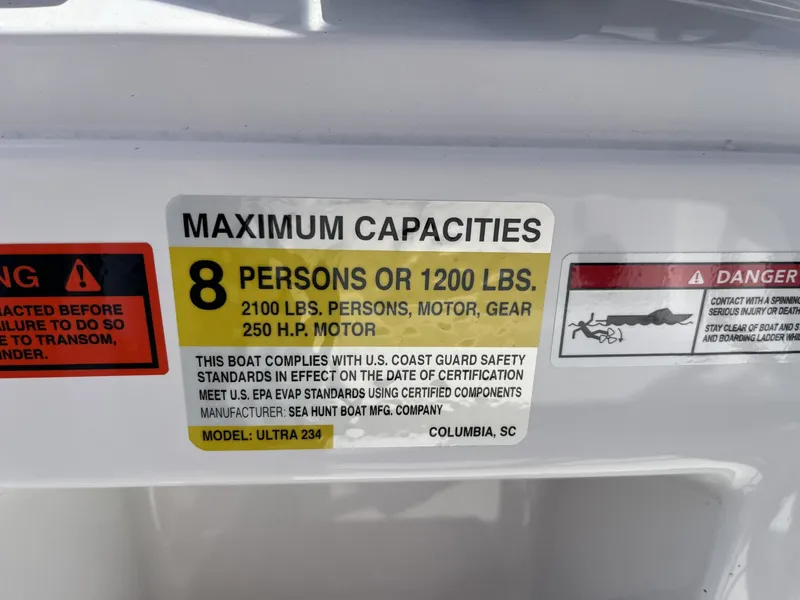 MAXIMUM CAPACITIES
8 PERSONS OR 1200 LBS.
2100 LBS. PERSONS, MOTOR, GEAR
250 H.P. MOTOR
THIS BOAT COMPLIES WITH U.S. COAST GUARD SAFETY
STANDARDS IN EFFECT ON THE DATE OF CERTIFICATION
MEET U.S. EPA EVAP STANDARDS USING CERTIFIED COMPONENTS
MANUFACTURER: SEA HUNT BOAT MFG. COMPANY
MODEL: ULTRA 234 COLUMBIA, SC
NG
RACTED BEFORE
AILURE TO DO SO
E TO TRANSOM,
INDER.
DANGER
CONTACT WITH A SPINNING
SERIOUS INJURY OR DEATH
STAY CLEAR OF BOAT AND S
AND BOARDING LADDER WHIL